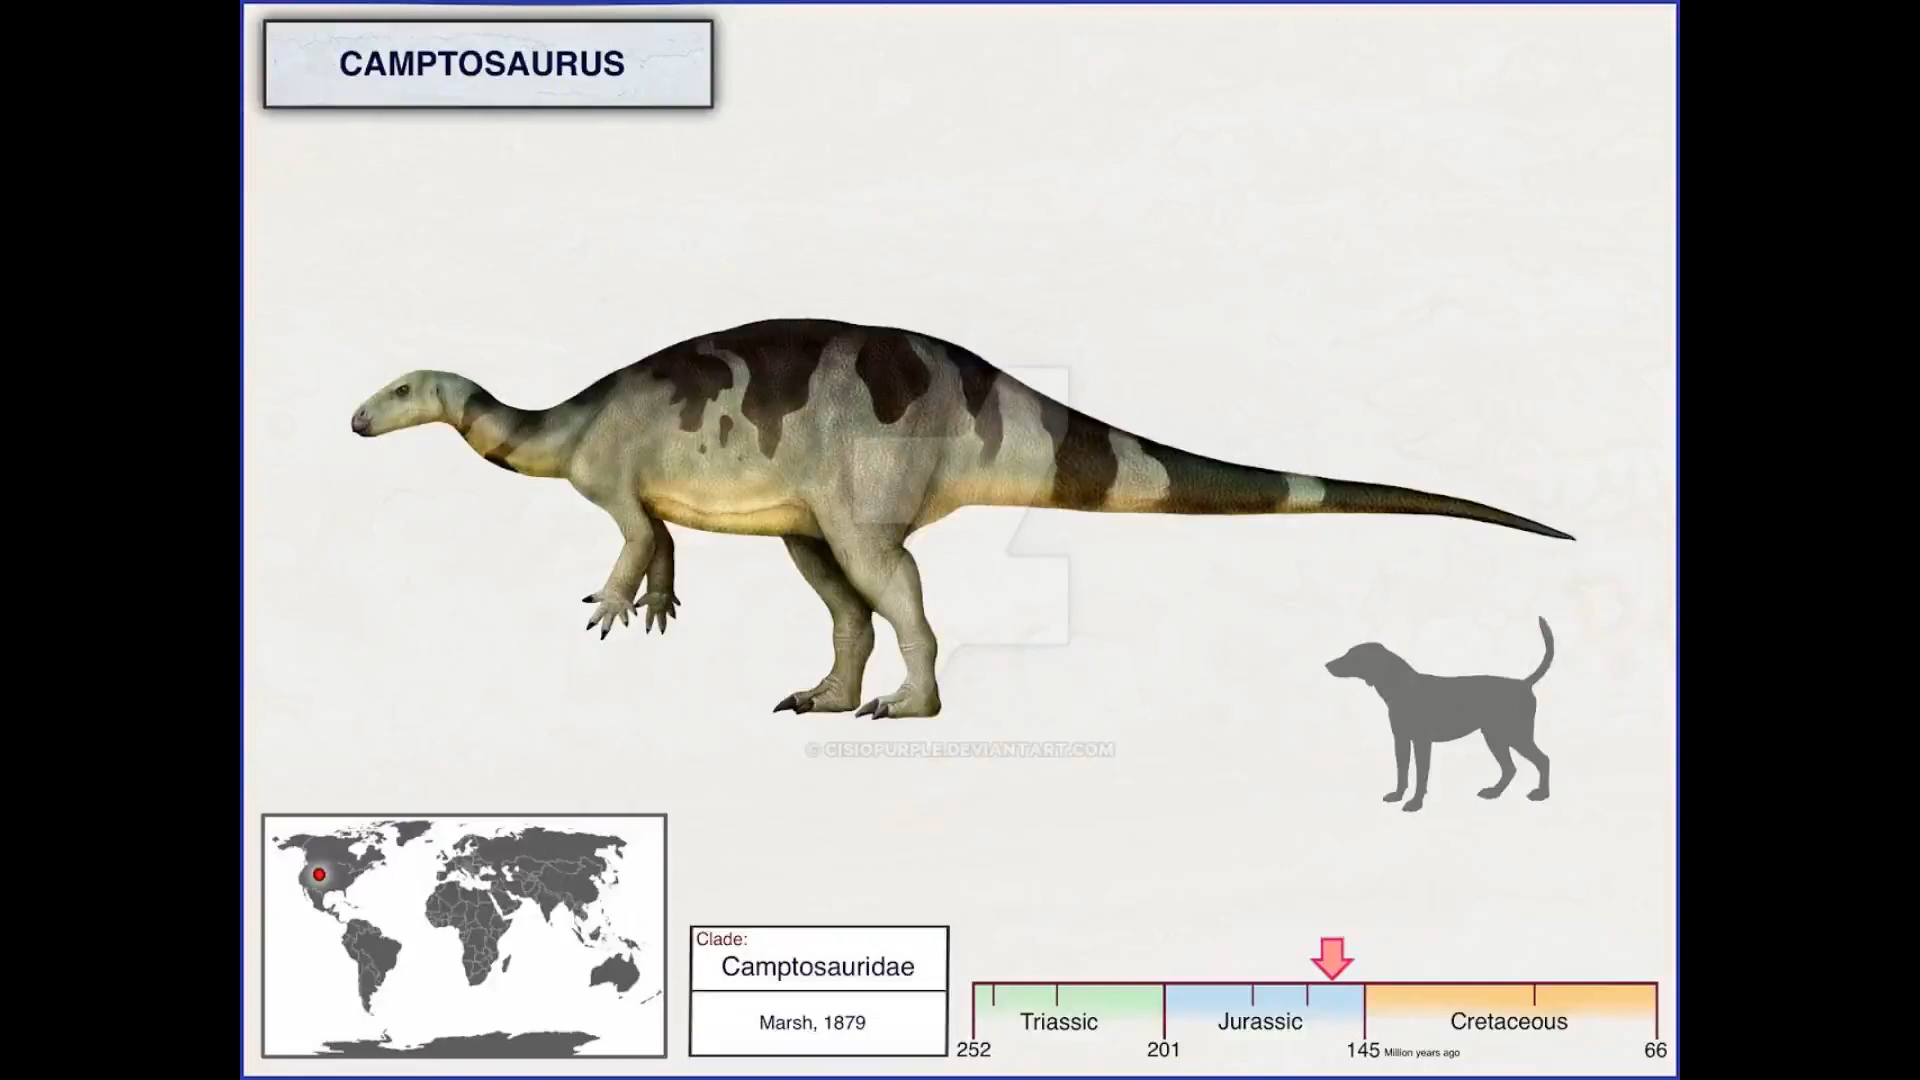 CAMPTOSAURUS
© CISIOPURPLE.DEVIANTART.COM
Clade:
Camptosauridae
Marsh, 1879
Triassic Jurassic Cretaceous
252 201 145 Million years ago 66